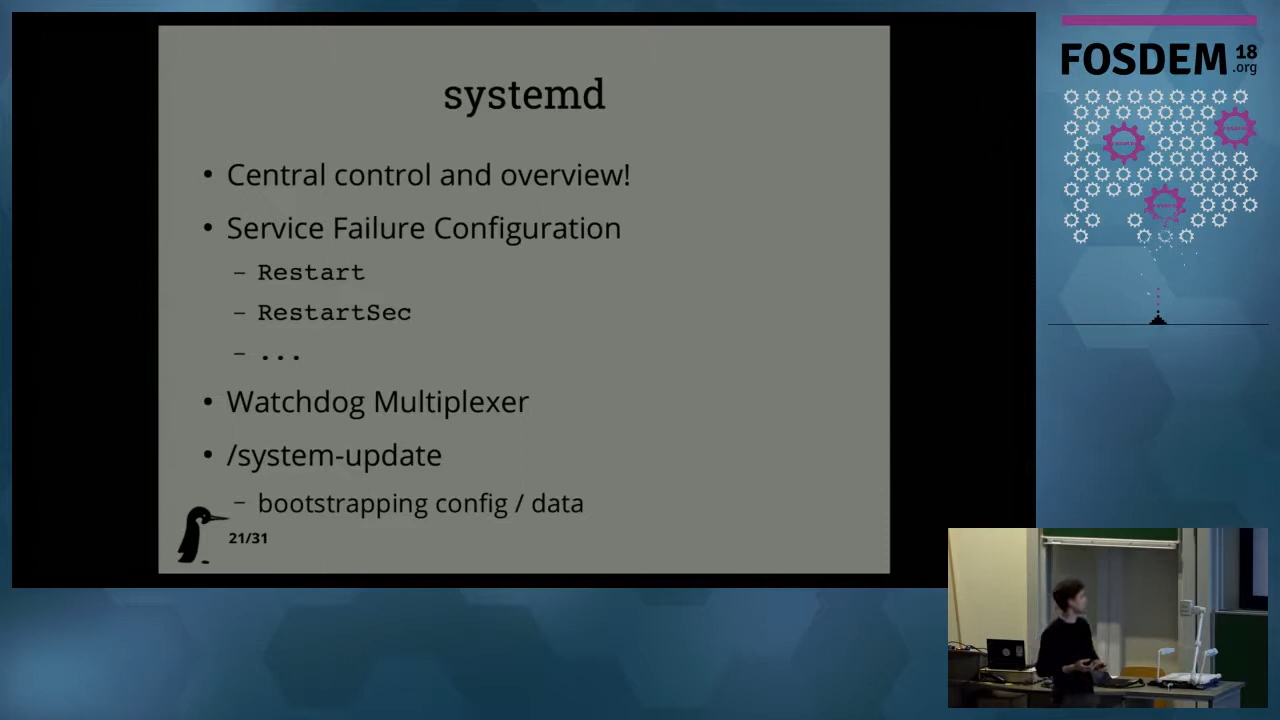 systemd
• Central control and overview!
• Service Failure Configuration
– Restart
– RestartSec
– ...
• Watchdog Multiplexer
• /system-update
– bootstrapping config / data
21/31
FOSDEM 18
.org